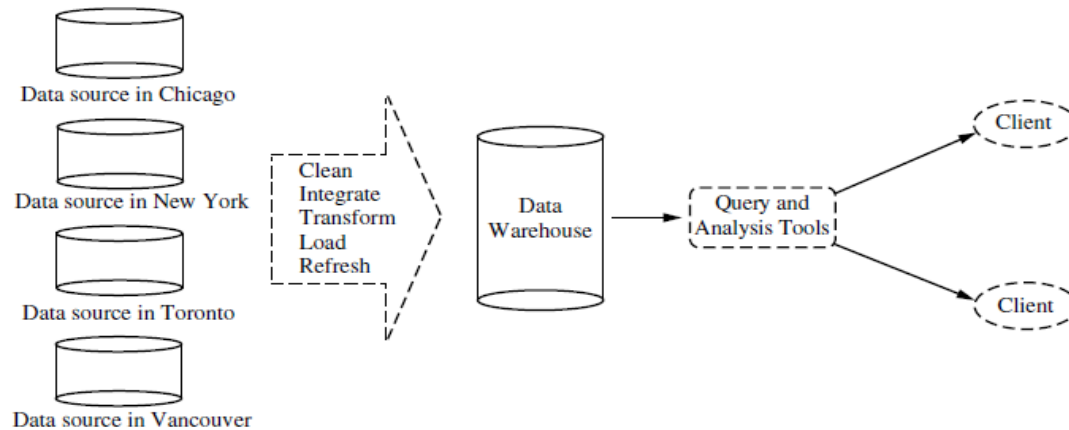 Data source in Chicago
Data source in New York
Data source in Toronto
Data source in Vancouver
Clean
Integrate
Transform
Load
Refresh
Data
Warehouse
Query and
Analysis Tools
Client
Client